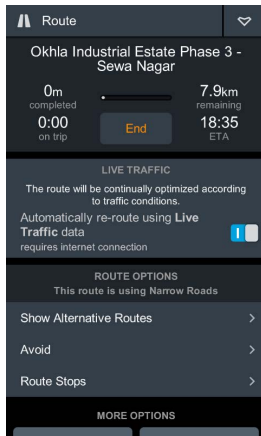 Route
Okhla Industrial Estate Phase 3 -
Sewa Nagar
0m
completed
7.9km
remaining
0:00
on trip
End
18:35
ETA
LIVE TRAFFIC
The route will be continually optimized according
to traffic conditions.
Automatically re-route using Live
Traffic data
requires internet connection
ROUTE OPTIONS
This route is using Narrow Roads
Show Alternative Routes
Avoid
Route Stops
MORE OPTIONS